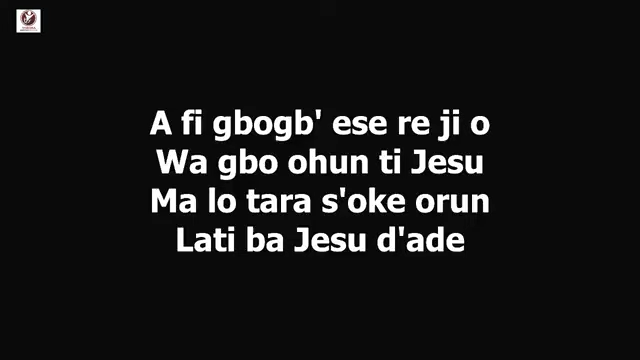 A fi gbogb' ese re ji o
Wa gbo ohun ti Jesu
Ma lo tara s'oke orun
Lati ba Jesu d'ade